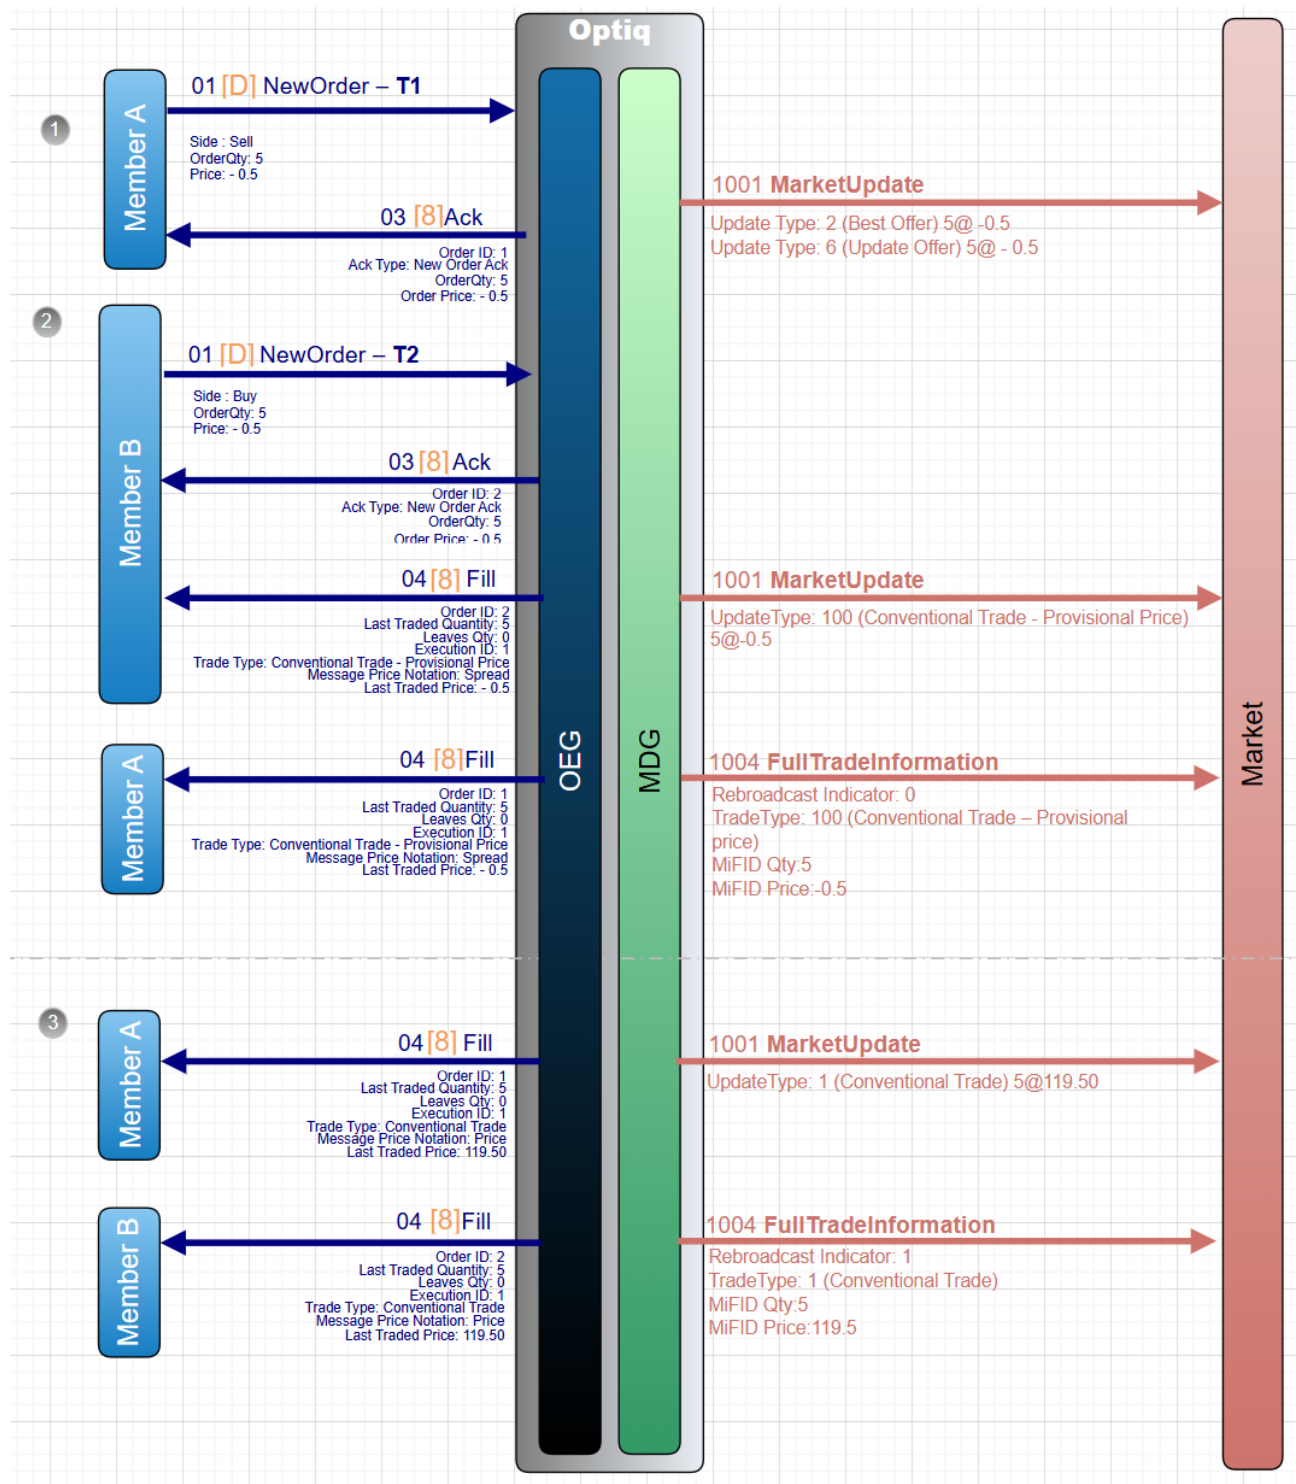 Optiq
01 [D] NewOrder – T1
1
Member A
Side : Sell
OrderQty: 5
Price: - 0.5
1001 MarketUpdate
Update Type: 2 (Best Offer) 5@ -0.5
Update Type: 6 (Update Offer) 5@ - 0.5
03 [8] Ack
Order ID: 1
Ack Type: New Order Ack
OrderQty: 5
Order Price: - 0.5
2
Member B
01 [D] NewOrder – T2
Side : Buy
OrderQty: 5
Price: - 0.5
03 [8] Ack
Order ID: 2
Ack Type: New Order Ack
OrderQty: 5
Order Price: - 0.5
04 [8] Fill
Order ID: 2
Last Traded Quantity: 5
Leaves Qty: 0
Execution ID: 1
Trade Type: Conventional Trade - Provisional Price
Message Price Notation: Spread
Last Traded Price: - 0.5
1001 MarketUpdate
UpdateType: 100 (Conventional Trade - Provisional Price)
5@-0.5
OEG
MDG
Market
Member A
04 [8] Fill
Order ID: 1
Last Traded Quantity: 5
Leaves Qty: 0
Execution ID: 1
Trade Type: Conventional Trade - Provisional Price
Message Price Notation: Spread
Last Traded Price: - 0.5
1004 FullTradeInformation
Rebroadcast Indicator: 0
TradeType: 100 (Conventional Trade – Provisional
price)
MiFID Qty:5
MiFID Price:-0.5
3
Member A
04 [8] Fill
Order ID: 1
Last Traded Quantity: 5
Leaves Qty: 0
Execution ID: 1
Trade Type: Conventional Trade
Message Price Notation: Price
Last Traded Price: 119.50
1001 MarketUpdate
UpdateType: 1 (Conventional Trade) 5@119.50
Member B
04 [8] Fill
Order ID: 2
Last Traded Quantity: 5
Leaves Qty: 0
Execution ID: 1
Trade Type: Conventional Trade
Message Price Notation: Price
Last Traded Price: 119.50
1004 FullTradeInformation
Rebroadcast Indicator: 1
TradeType: 1 (Conventional Trade)
MiFID Qty:5
MiFID Price:119.5